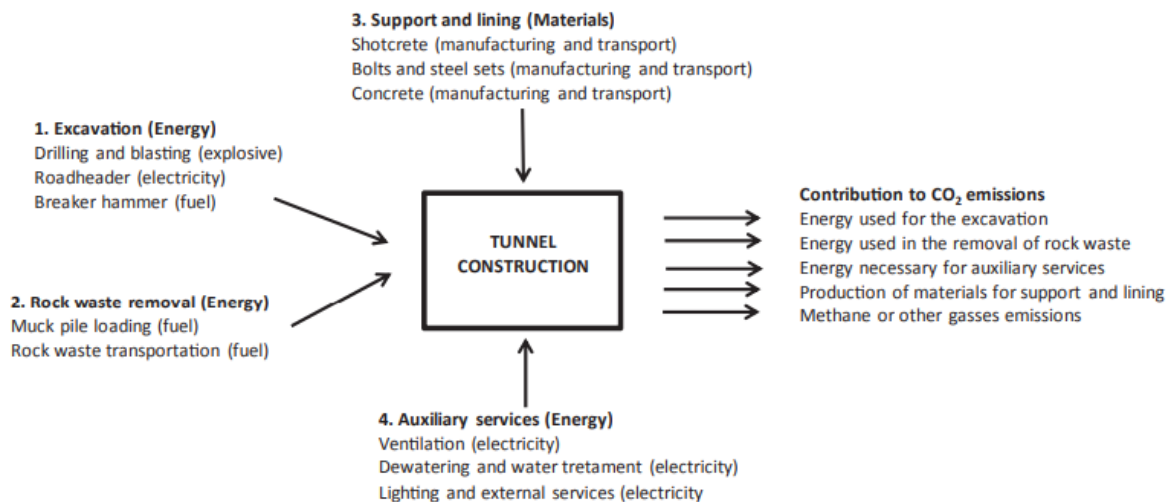 3. Support and lining (Materials)
Shotcrete (manufacturing and transport)
Bolts and steel sets (manufacturing and transport)
Concrete (manufacturing and transport)
1. Excavation (Energy)
Drilling and blasting (explosive)
Roadheader (electricity)
Breaker hammer (fuel)
2. Rock waste removal (Energy)
Muck pile loading (fuel)
Rock waste transportation (fuel)
TUNNEL
CONSTRUCTION
Contribution to CO₂ emissions
Energy used for the excavation
Energy used in the removal of rock waste
Energy necessary for auxiliary services
Production of materials for support and lining
Methane or other gasses emissions
4. Auxiliary services (Energy)
Ventilation (electricity)
Dewatering and water tretament (electricity)
Lighting and external services (electricity